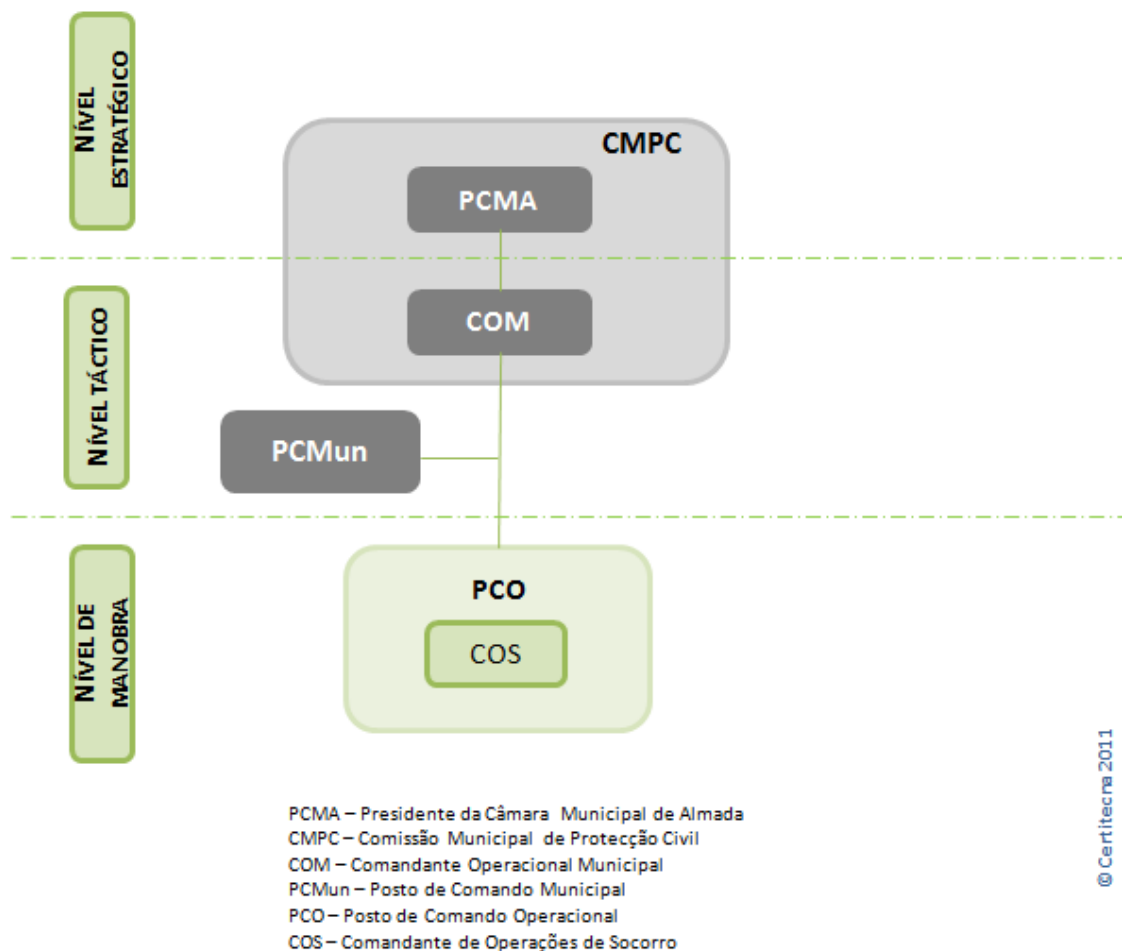 NÍVEL
ESTRATÉGICO
CMPC
PCMA
COM
NÍVEL TÁCTICO
PCMun
NÍVEL DE
MANOBRA
PCO
COS
PCMA – Presidente da Câmara Municipal de Almada
CMPC – Comissão Municipal de Protecção Civil
COM – Comandante Operacional Municipal
PCMun – Posto de Comando Municipal
PCO – Posto de Comando Operacional
COS – Comandante de Operações de Socorro
© Certitecna 2011